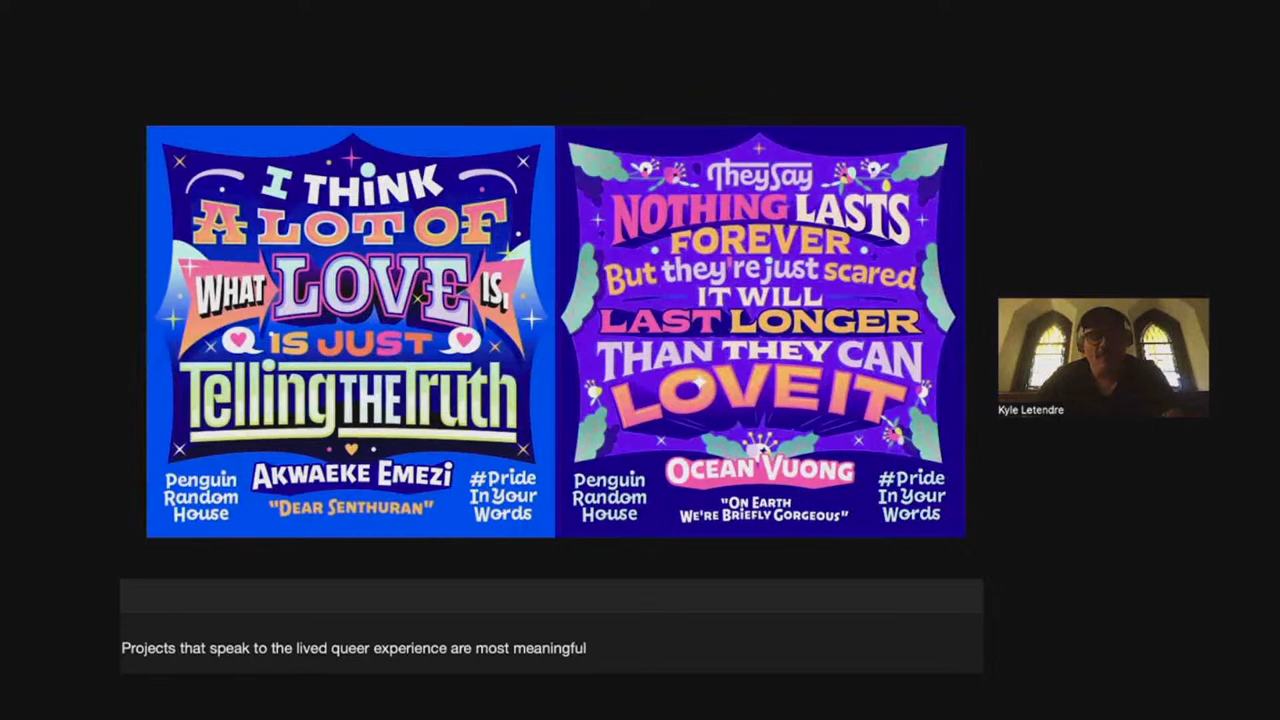 I THiNK
A LOT OF
WHAT LOVE IS,
IS JUST
Telling THE Truth
AKWAEKE EMEZi
"DEAR SENTHURAN"
Penguin
Random
House
#Pride
In Your
Words
They Say
NOTHING LASTS
FOREVER
But they're just scared
IT WILL
LAST LONGER
THAN THEY CAN
LOVE IT
OCEAN VUONG
"ON EARTH
WE'RE BRIEFLY GORGEOUS"
Penguin
Random
House
#Pride
In Your
Words
Kyle Letendre
Projects that speak to the lived queer experience are most meaningful